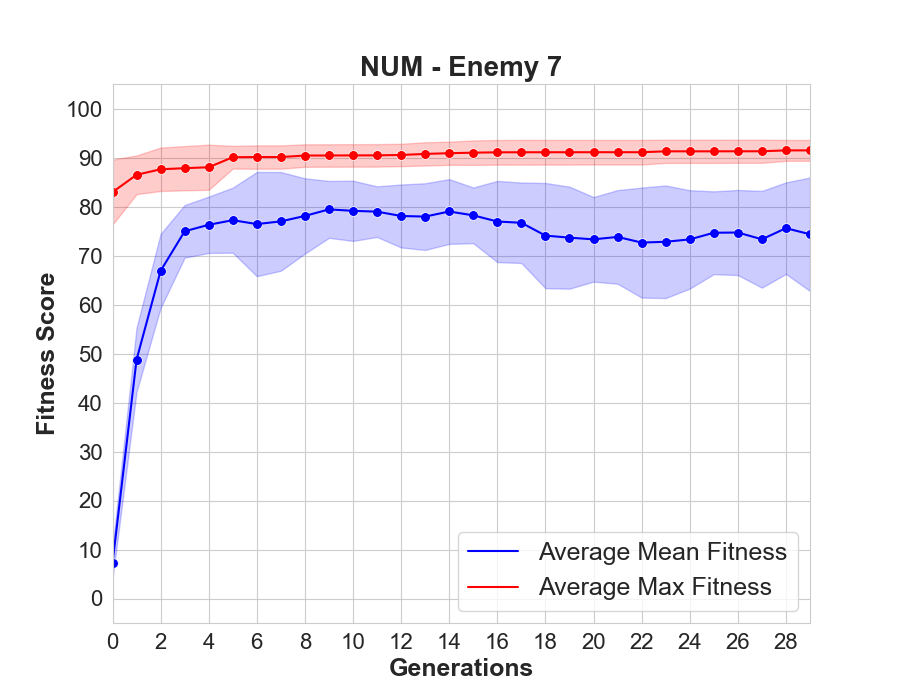 NUM - Enemy 7
100
90
80
70
60
50
40
30
20
10
0
Fitness Score
Average Mean Fitness
Average Max Fitness
0 2 4 6 8 10 12 14 16 18 20 22 24 26 28
Generations